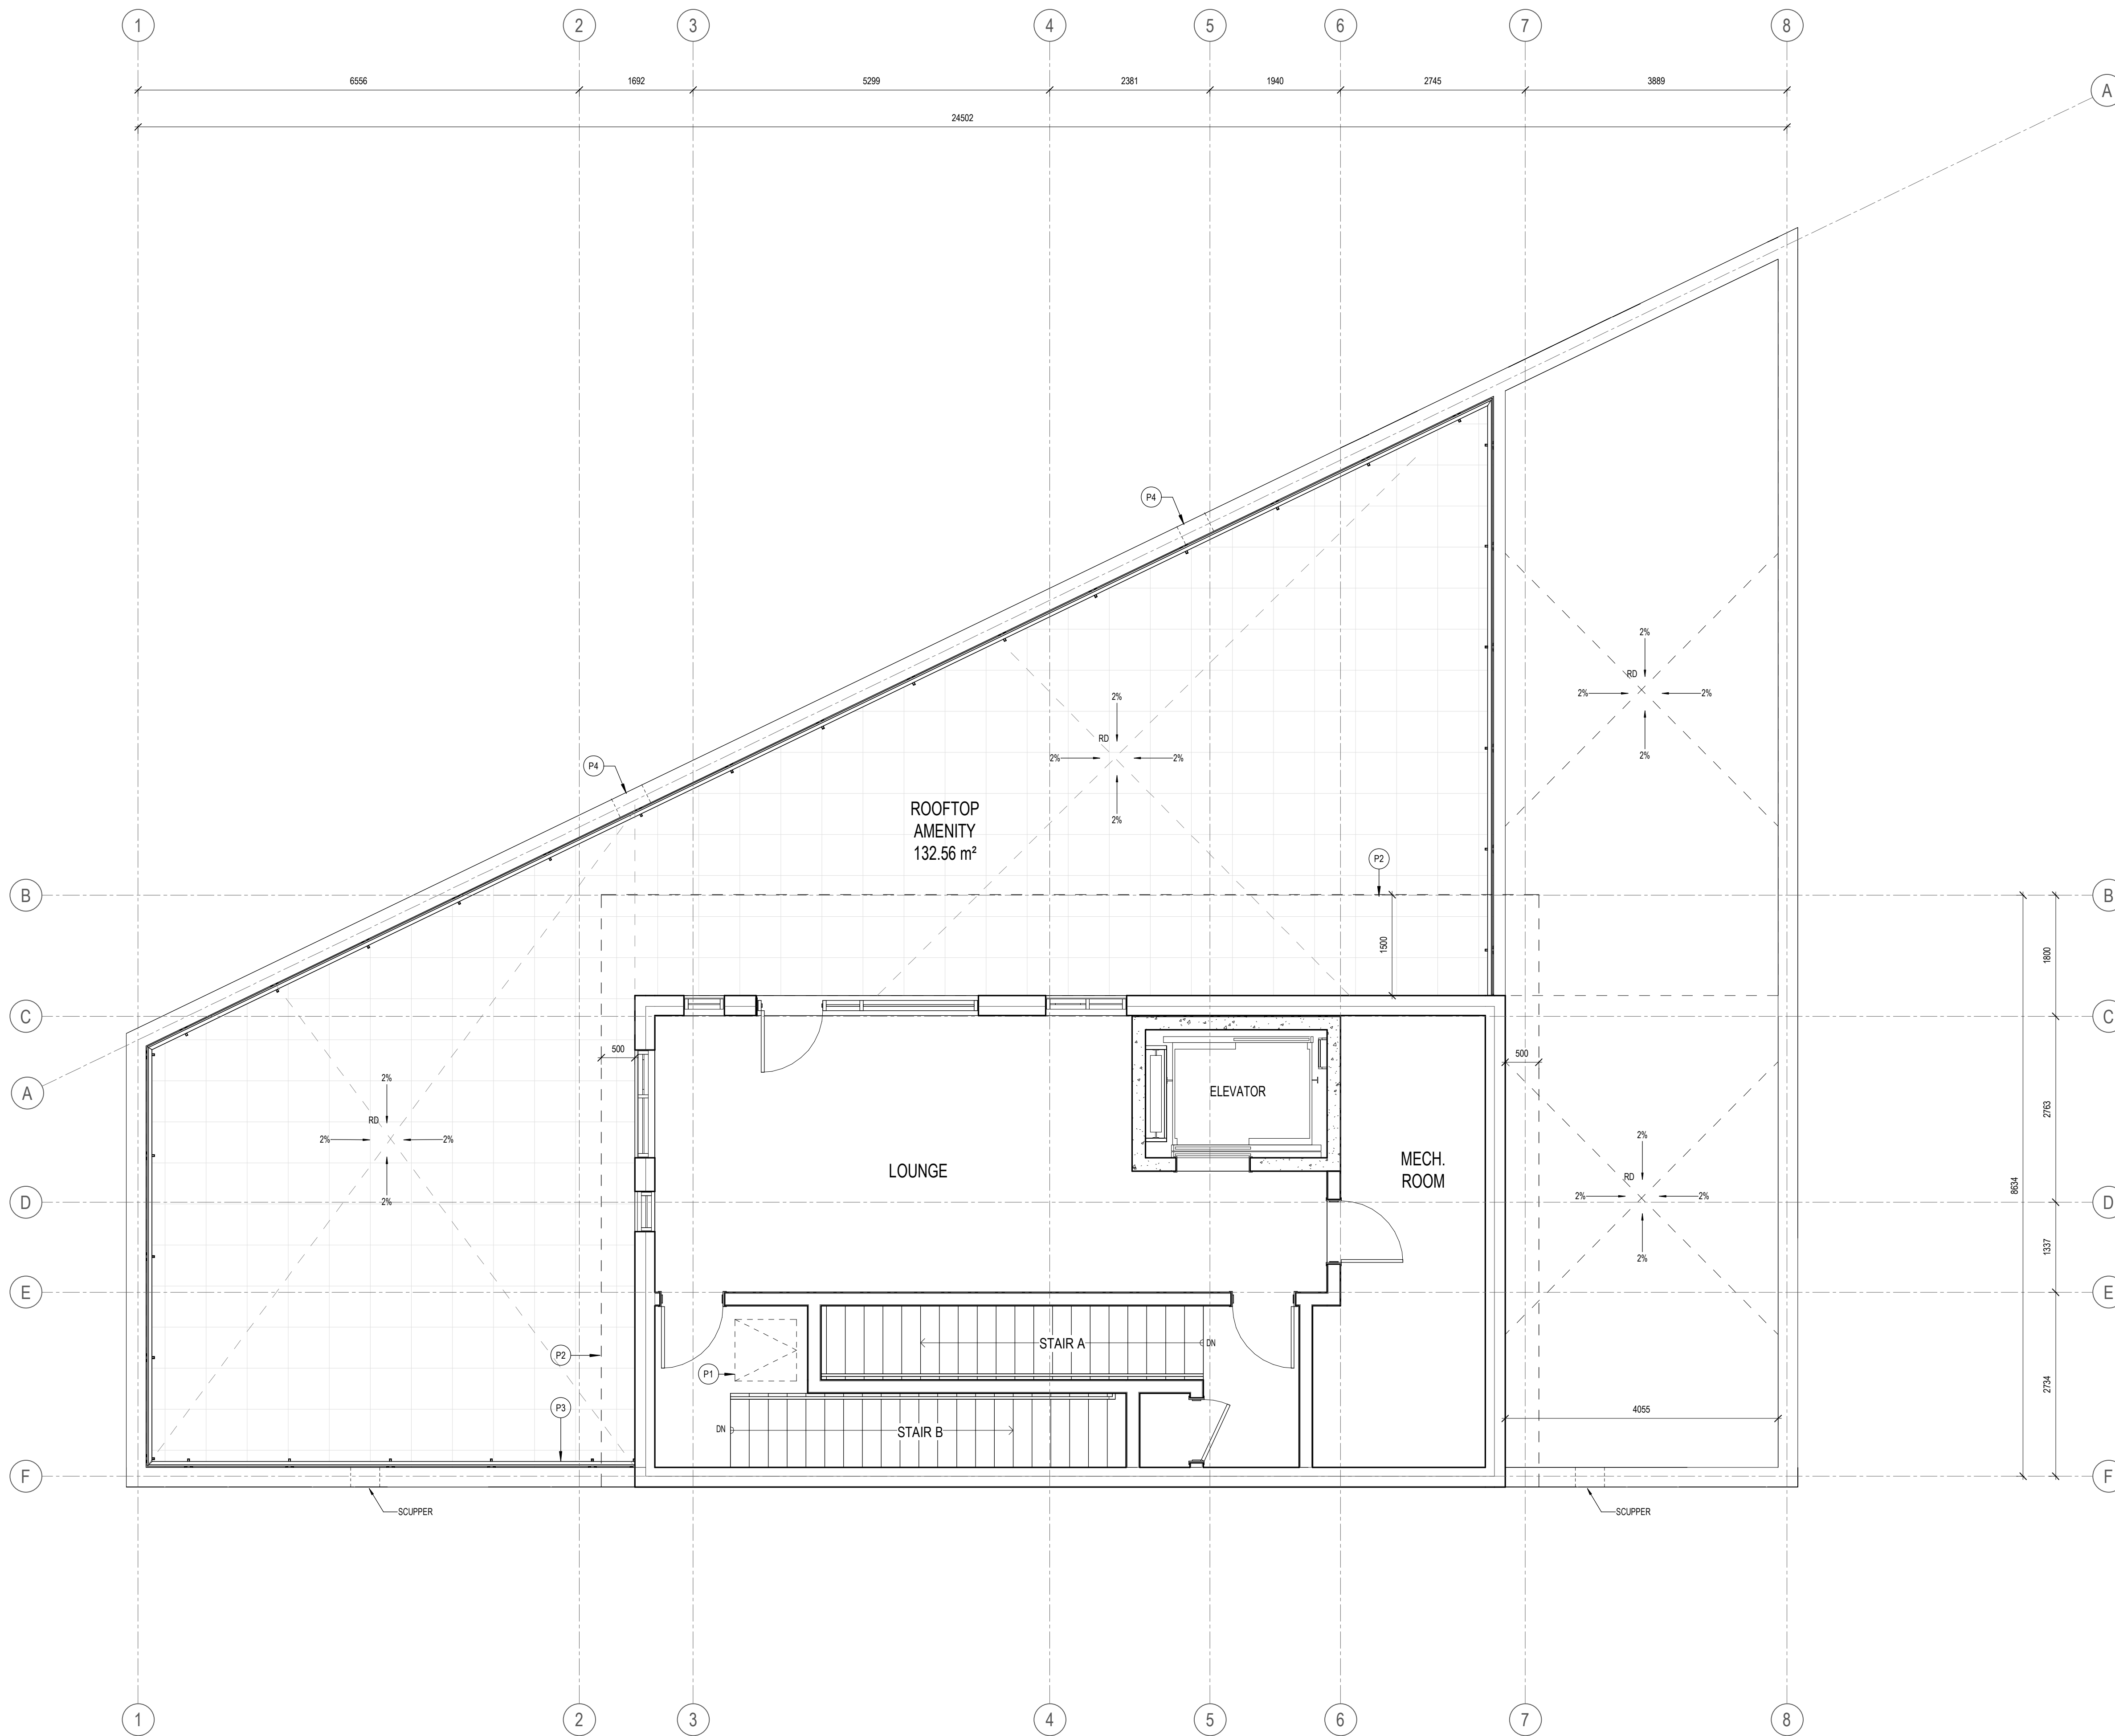 1 2 3 4 5 6 7 8
6556 1692 5299 2381 1940 2745 3889
A
24502
P4
2%
RD
2% 2%
2%
2%
RD
2% 2%
2%
P4
ROOFTOP
AMENITY
132.56 m²
P2
B B
1500
1800
C C
500 500
A
2%
RD
2% 2%
2%
ELEVATOR
2763
LOUNGE
MECH.
ROOM
2%
RD
2% 2%
2%
8634
D D
1337
E E
STAIR A
DN
P2
P1
P3
2734
4055
DN
STAIR B
F F
SCUPPER SCUPPER
1 2 3 4 5 6 7 8